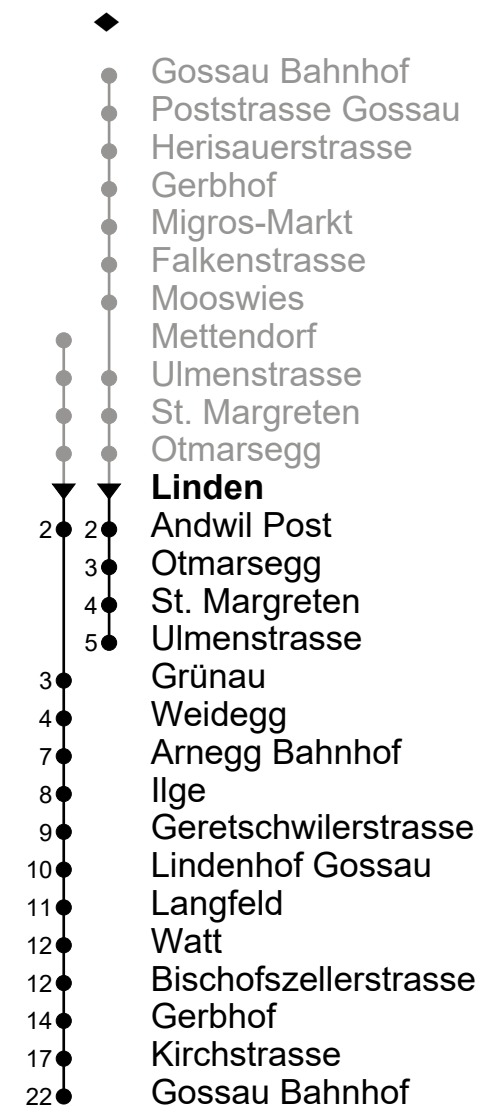 Gossau Bahnhof
Poststrasse Gossau
Herisauerstrasse
Gerbhof
Migros-Markt
Falkenstrasse
Mooswies
Mettendorf
Ulmenstrasse
St. Margreten
Otmarsegg
Linden
2 2 Andwil Post
3 Otmarsegg
4 St. Margreten
5 Ulmenstrasse
3 Grünau
4 Weidegg
7 Arnegg Bahnhof
8 Ilge
9 Geretschwilerstrasse
10 Lindenhof Gossau
11 Langfeld
12 Watt
12 Bischofszellerstrasse
14 Gerbhof
17 Kirchstrasse
22 Gossau Bahnhof